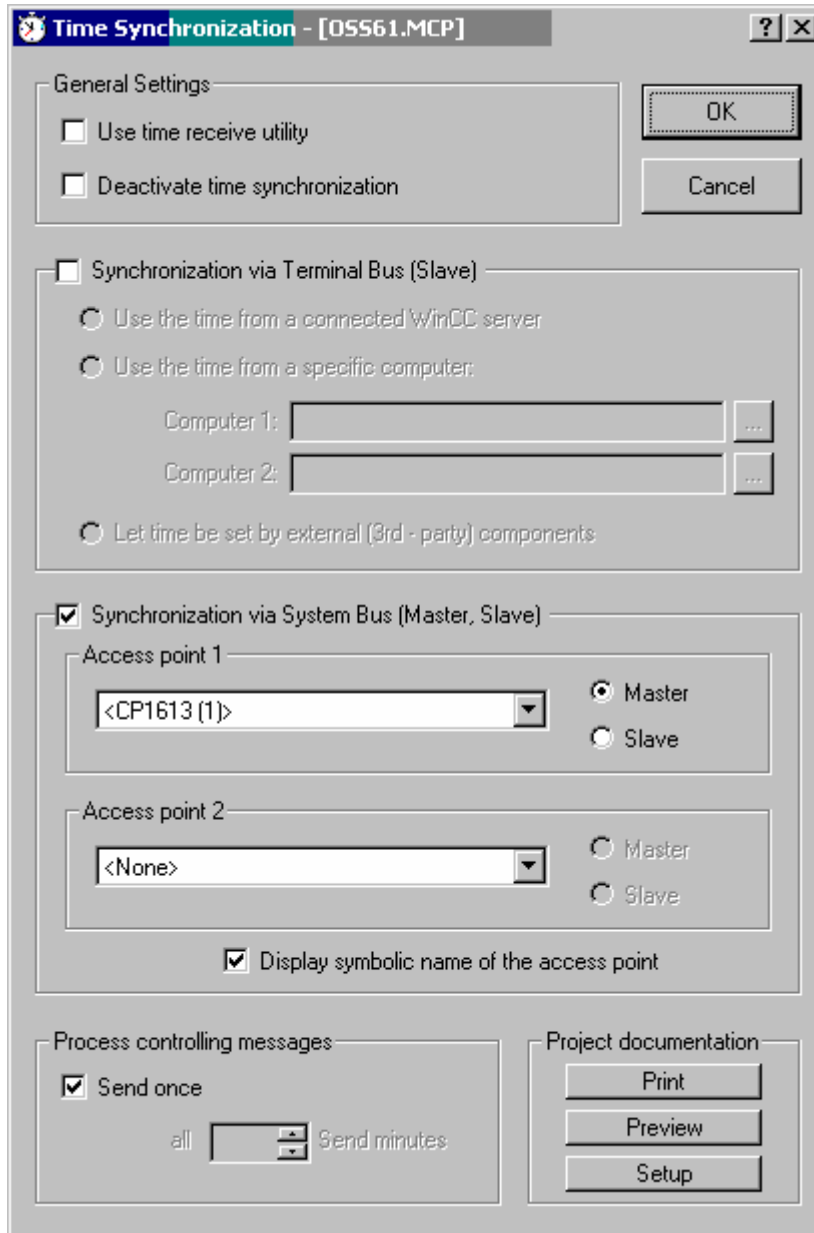 Time Synchronization - [OSS61.MCP]
General Settings
Use time receive utility
Deactivate time synchronization
OK
Cancel
Synchronization via Terminal Bus (Slave)
Use the time from a connected WinCC server
Use the time from a specific computer:
Computer 1:
...
Computer 2:
...
Let time be set by external (3rd - party) components
Synchronization via System Bus (Master, Slave)
Access point 1
<CP1613 (1)>
Master
Slave
Access point 2
<None>
Master
Slave
Display symbolic name of the access point
Process controlling messages
Send once
all Send minutes
Project documentation
Print
Preview
Setup